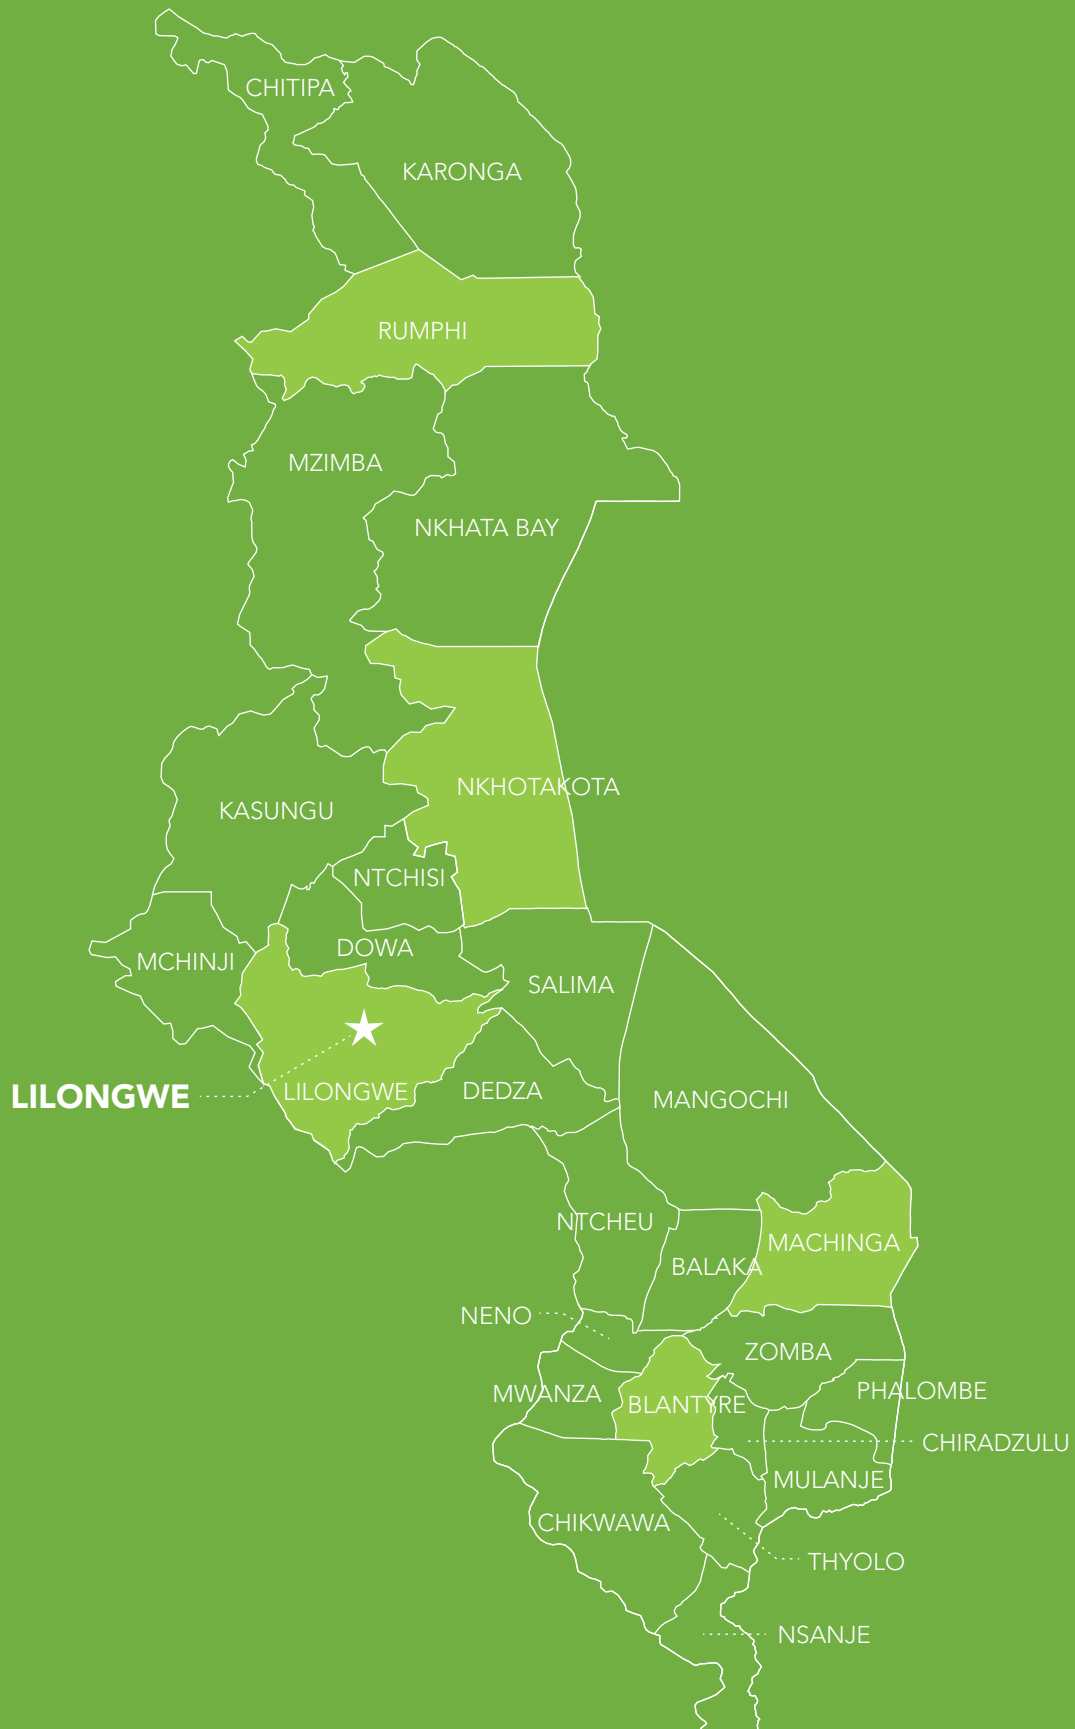 CHITIPA
KARONGA
RUMPHI
MZIMBA
NKHATA BAY
NKHOTAKOTA
KASUNGU
NTCHISI
DOWA
MCHINJI
SALIMA
LILONGWE
LILONGWE
DEDZA
MANGOCHI
NTCHEU
MACHINGA
BALAKA
NENO
ZOMBA
MWANZA
BLANTYRE
PHALOMBE
CHIRADZULU
MULANJE
CHIKWAWA
THYOLO
NSANJE